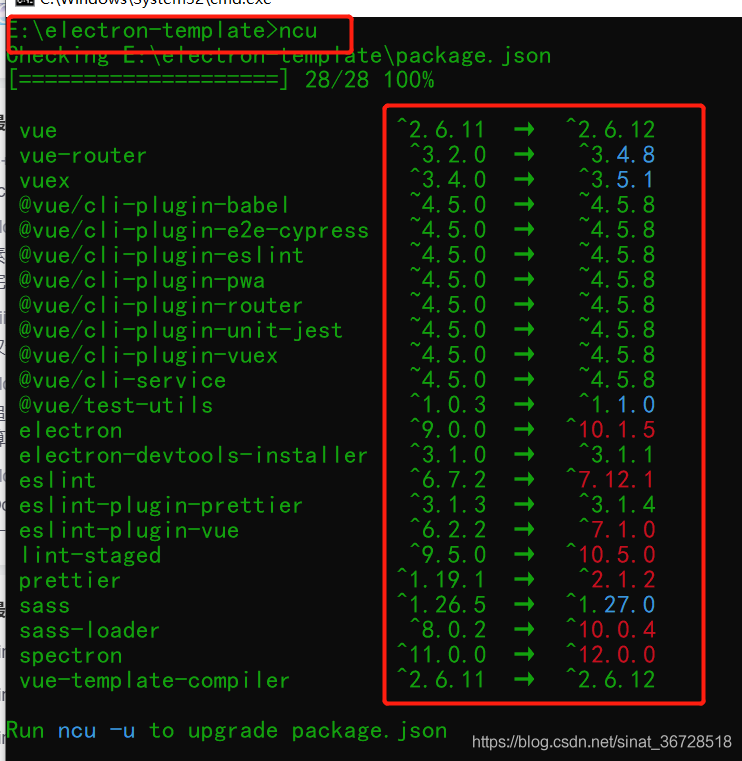 C:\Windows\System32\cmd.exe
E:\electron-template>ncu
Checking E:\electron-template\package.json
[====================] 28/28 100%
vue ^2.6.11 → ^2.6.12
vue-router ^3.2.0 → ^3.4.8
vuex ^3.4.0 → ^3.5.1
@vue/cli-plugin-babel ~4.5.0 → ~4.5.8
@vue/cli-plugin-e2e-cypress ~4.5.0 → ~4.5.8
@vue/cli-plugin-eslint ~4.5.0 → ~4.5.8
@vue/cli-plugin-pwa ~4.5.0 → ~4.5.8
@vue/cli-plugin-router ~4.5.0 → ~4.5.8
@vue/cli-plugin-unit-jest ~4.5.0 → ~4.5.8
@vue/cli-plugin-vuex ~4.5.0 → ~4.5.8
@vue/cli-service ~4.5.0 → ~4.5.8
@vue/test-utils ^1.0.3 → ^1.1.0
electron ^9.0.0 → ^10.1.5
electron-devtools-installer ^3.1.0 → ^3.1.1
eslint ^6.7.2 → ^7.12.1
eslint-plugin-prettier ^3.1.3 → ^3.1.4
eslint-plugin-vue ^6.2.2 → ^7.1.0
lint-staged ^9.5.0 → ^10.5.0
prettier ^1.19.1 → ^2.1.2
sass ^1.26.5 → ^1.27.0
sass-loader ^8.0.2 → ^10.0.4
spectron ^11.0.0 → ^12.0.0
vue-template-compiler ^2.6.11 → ^2.6.12
Run ncu -u to upgrade package.json
https://blog.csdn.net/sinat_36728518